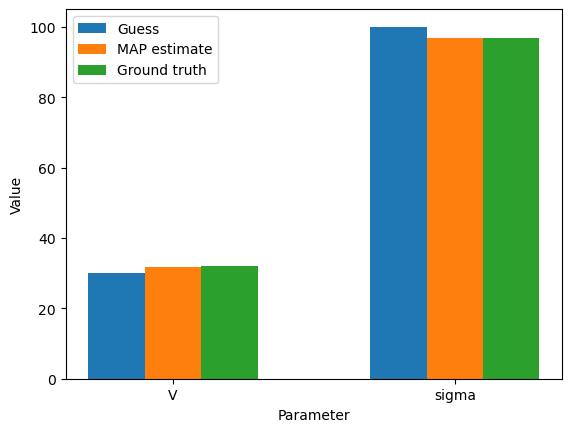 Guess
MAP estimate
Ground truth
100
80
60
40
20
0
Value
V
sigma
Parameter